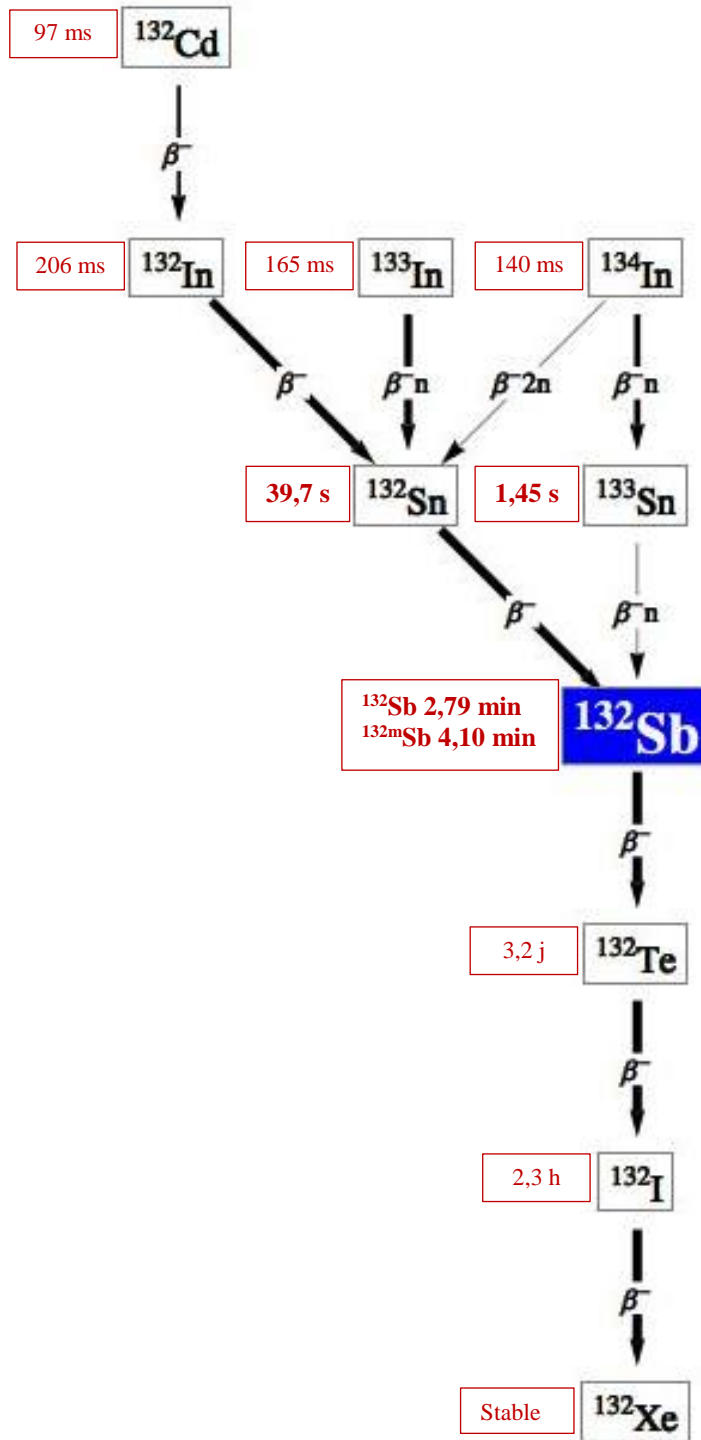 97 ms ¹³²Cd
β⁻
206 ms ¹³²In 165 ms ¹³³In 140 ms ¹³⁴In
β⁻ β⁻n β⁻2n β⁻n
39,7 s ¹³²Sn 1,45 s ¹³³Sn
β⁻ β⁻n
¹³²Sb 2,79 min
¹³²ᵐSb 4,10 min
¹³²Sb
β⁻
3,2 j ¹³²Te
β⁻
2,3 h ¹³²I
β⁻
Stable ¹³²Xe